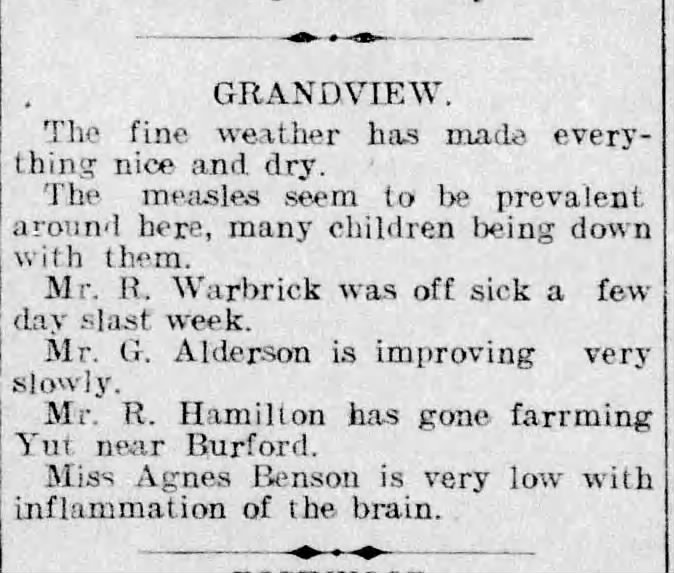 GRANDVIEW.
The fine weather has made every-
thing nice and dry.
The measles seem to be prevalent
around here, many children being down
with them.
Mr. R. Warbrick was off sick a few
day slast week.
Mr. G. Alderson is improving very
slowly.
Mr. R. Hamilton has gone farrming
Yut near Burford.
Miss Agnes Benson is very low with
inflammation of the brain.